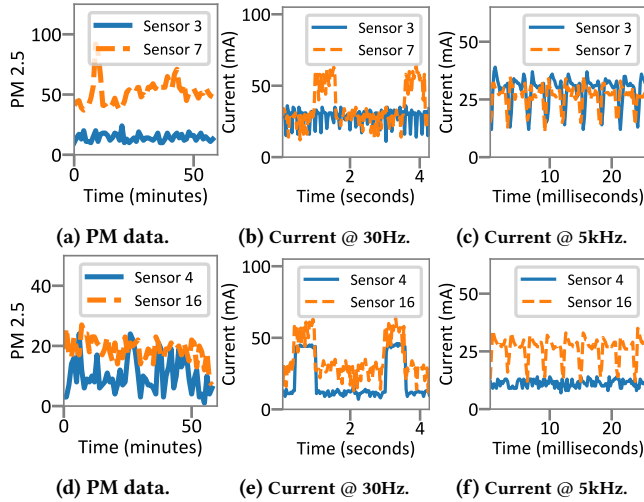 125
100
50
0
PM 2.5
Sensor 3
Sensor 7
0
50
Time (minutes)
(a) PM data.
100
50
0
Current (mA)
Sensor 3
Sensor 7
2
4
Time (seconds)
(b) Current @ 30Hz.
50
25
0
Current (mA)
Sensor 3
Sensor 7
10
20
Time (milliseconds)
(c) Current @ 5kHz.
40
20
0
PM 2.5
Sensor 4
Sensor 16
0
50
Time (minutes)
(d) PM data.
100
50
0
Current (mA)
Sensor 4
Sensor 16
2
4
Time (seconds)
(e) Current @ 30Hz.
50
25
0
Current (mA)
Sensor 4
Sensor 16
10
20
Time (milliseconds)
(f) Current @ 5kHz.